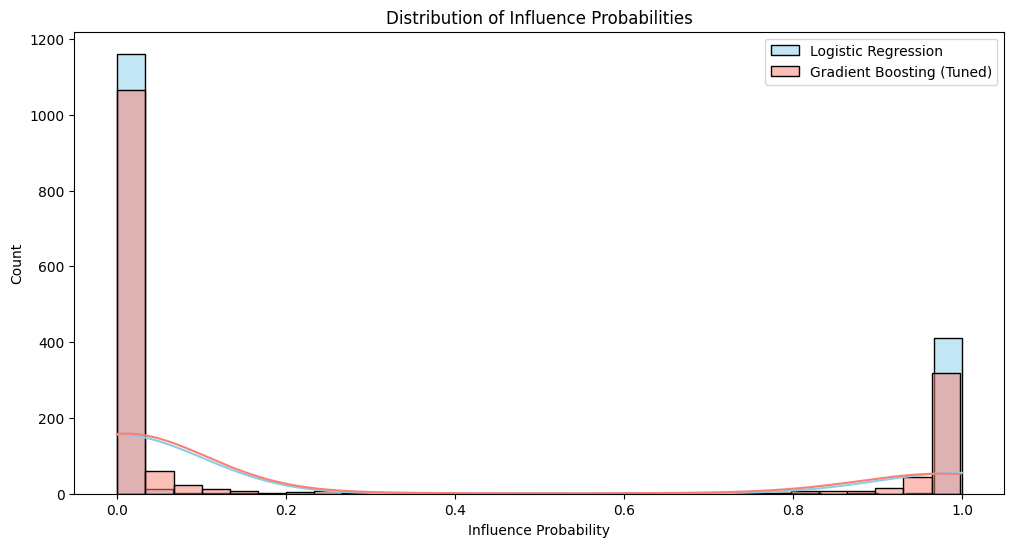 Distribution of Influence Probabilities
Logistic Regression
Gradient Boosting (Tuned)
Count
1200
1000
800
600
400
200
0
0.0 0.2 0.4 0.6 0.8 1.0
Influence Probability